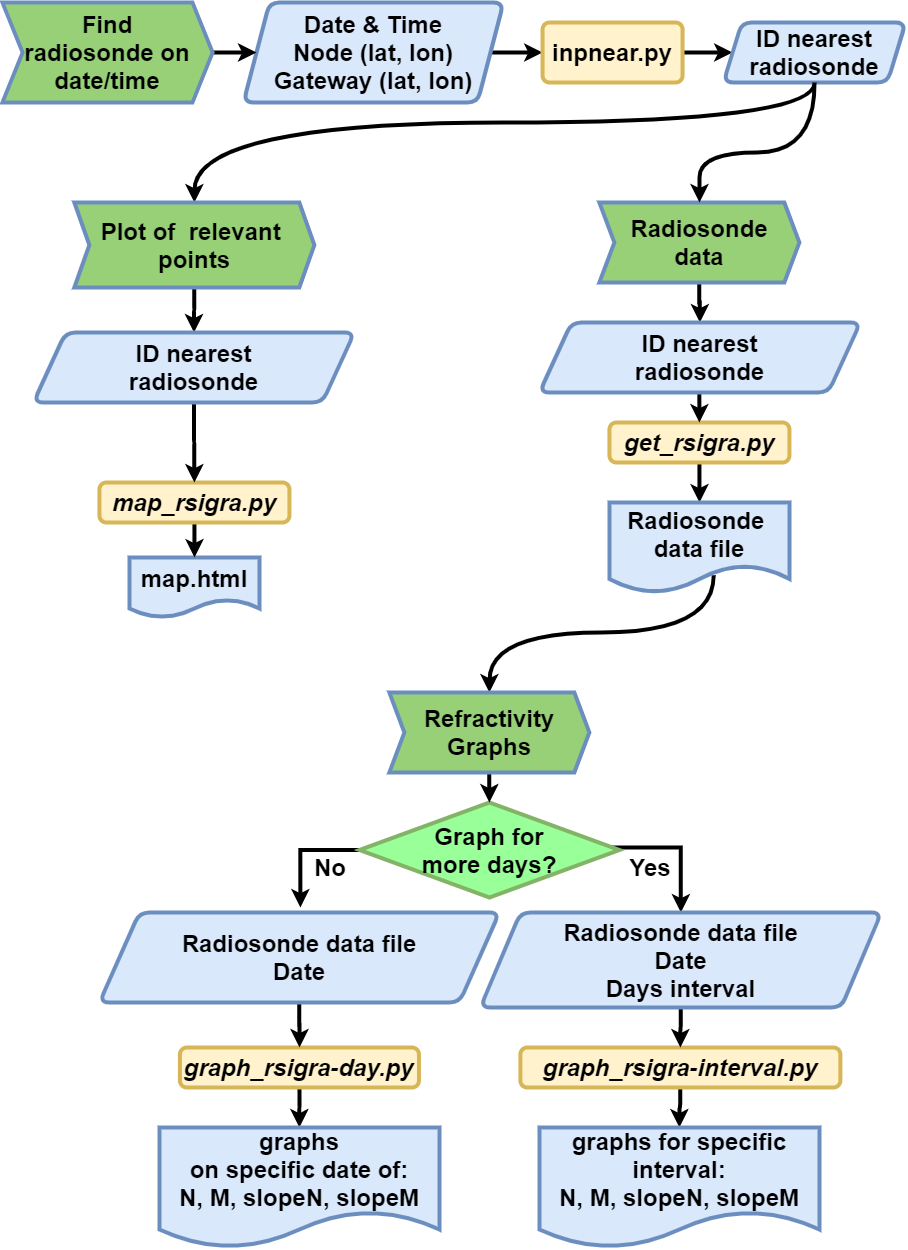 Find
radiosonde on
date/time
Date & Time
Node (lat, lon)
Gateway (lat, lon)
inpnear.py
ID nearest
radiosonde
Plot of relevant
points
Radiosonde
data
ID nearest
radiosonde
ID nearest
radiosonde
get_rsigra.py
map_rsigra.py
Radiosonde
data file
map.html
Refractivity
Graphs
Graph for
more days?
No
Yes
Radiosonde data file
Date
Radiosonde data file
Date
Days interval
graph_rsigra-day.py
graph_rsigra-interval.py
graphs
on specific date of:
N, M, slopeN, slopeM
graphs for specific
interval:
N, M, slopeN, slopeM